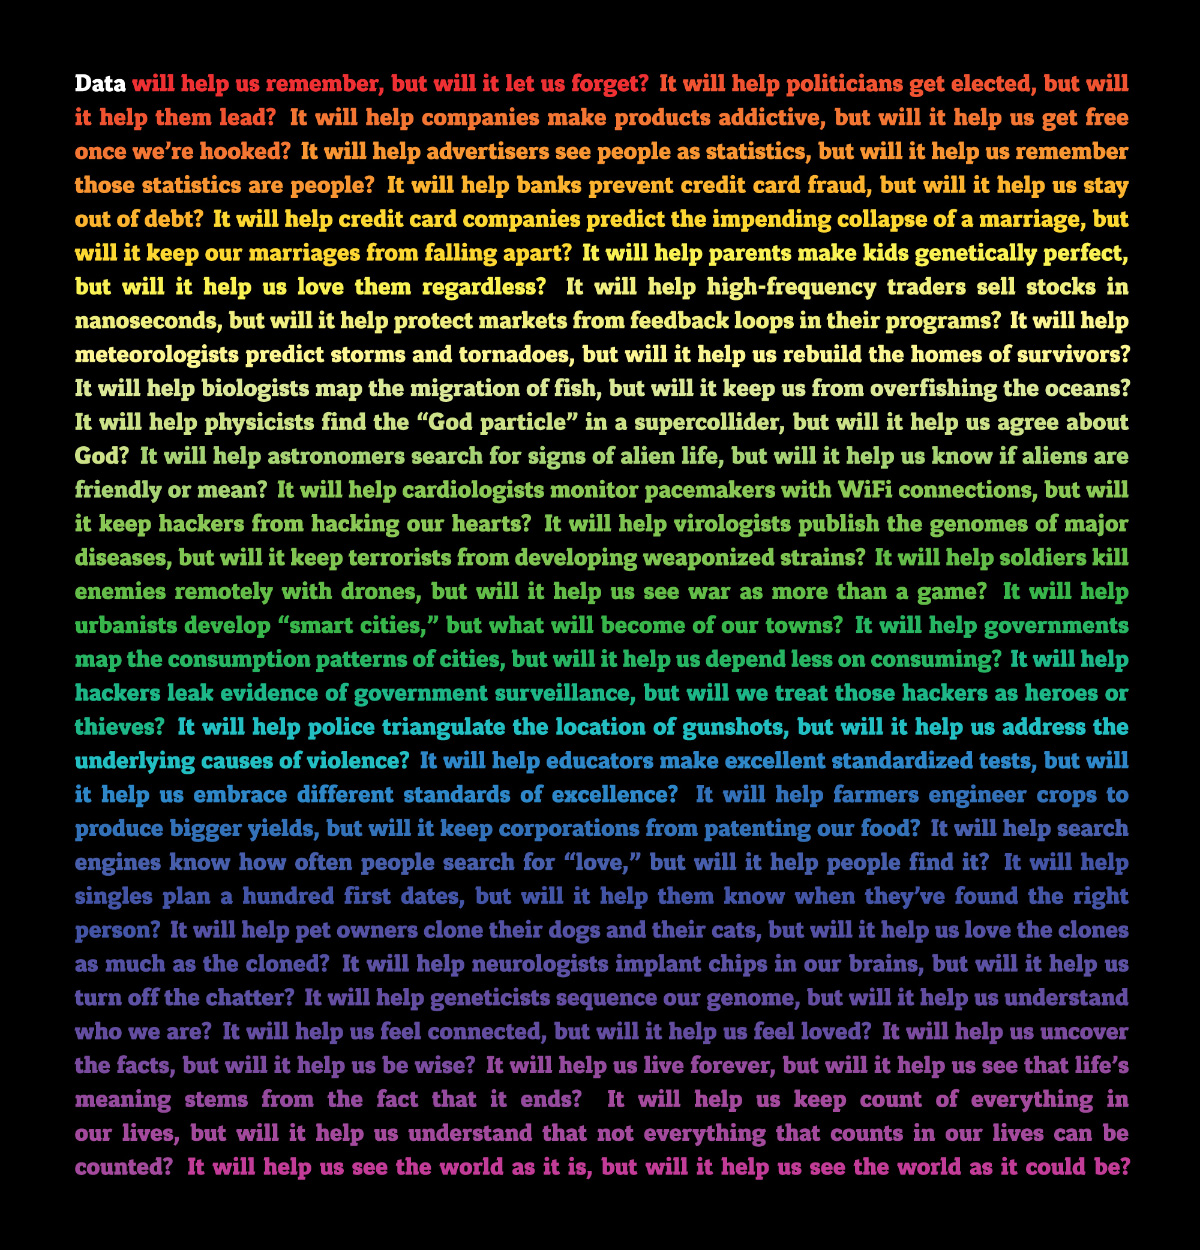 Data will help us remember, but will it let us forget? It will help politicians get elected, but will
it help them lead? It will help companies make products addictive, but will it help us get free
once we’re hooked? It will help advertisers see people as statistics, but will it help us remember
those statistics are people? It will help banks prevent credit card fraud, but will it help us stay
out of debt? It will help credit card companies predict the impending collapse of a marriage, but
will it keep our marriages from falling apart? It will help parents make kids genetically perfect,
but will it help us love them regardless? It will help high-frequency traders sell stocks in
nanoseconds, but will it help protect markets from feedback loops in their programs? It will help
meteorologists predict storms and tornadoes, but will it help us rebuild the homes of survivors?
It will help biologists map the migration of fish, but will it keep us from overfishing the oceans?
It will help physicists find the “God particle” in a supercollider, but will it help us agree about
God? It will help astronomers search for signs of alien life, but will it help us know if aliens are
friendly or mean? It will help cardiologists monitor pacemakers with WiFi connections, but will
it keep hackers from hacking our hearts? It will help virologists publish the genomes of major
diseases, but will it keep terrorists from developing weaponized strains? It will help soldiers kill
enemies remotely with drones, but will it help us see war as more than a game? It will help
urbanists develop “smart cities,” but what will become of our towns? It will help governments
map the consumption patterns of cities, but will it help us depend less on consuming? It will help
hackers leak evidence of government surveillance, but will we treat those hackers as heroes or
thieves? It will help police triangulate the location of gunshots, but will it help us address the
underlying causes of violence? It will help educators make excellent standardized tests, but will
it help us embrace different standards of excellence? It will help farmers engineer crops to
produce bigger yields, but will it keep corporations from patenting our food? It will help search
engines know how often people search for “love,” but will it help people find it? It will help
singles plan a hundred first dates, but will it help them know when they’ve found the right
person? It will help pet owners clone their dogs and their cats, but will it help us love the clones
as much as the cloned? It will help neurologists implant chips in our brains, but will it help us
turn off the chatter? It will help geneticists sequence our genome, but will it help us understand
who we are? It will help us feel connected, but will it help us feel loved? It will help us uncover
the facts, but will it help us be wise? It will help us live forever, but will it help us see that life’s
meaning stems from the fact that it ends? It will help us keep count of everything in
our lives, but will it help us understand that not everything that counts in our lives can be
counted? It will help us see the world as it is, but will it help us see the world as it could be?